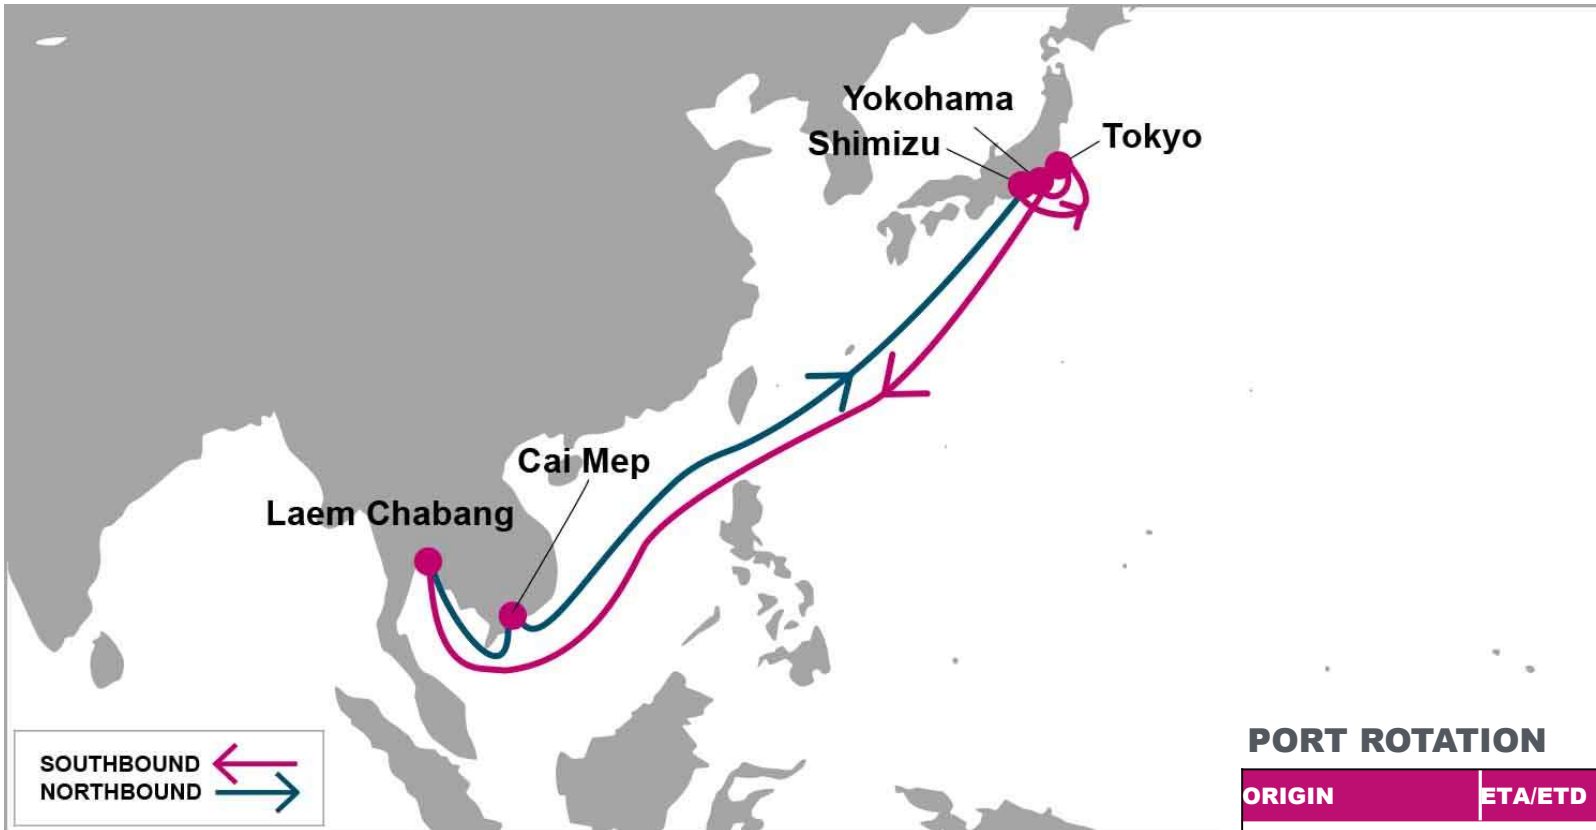 Yokohama
Shimizu
Tokyo
Cai Mep
Laem Chabang
SOUTHBOUND
NORTHBOUND
PORT ROTATION
ORIGIN ETA/ETD